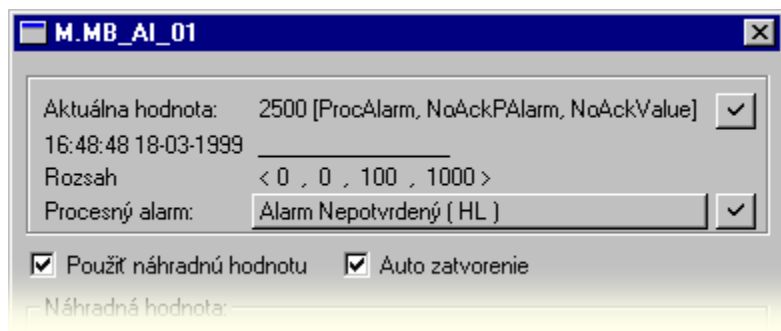 M.MB_AI_01
Aktuálna hodnota: 2500 [ProcAlarm, NoAckPAlarm, NoAckValue]
16:48:48 18-03-1999
Rozsah < 0 , 0 , 100 , 1000 >
Procesný alarm: Alarm Nepotvrdený ( HL )
Použiť náhradnú hodnotu Auto zatvorenie
Náhradná hodnota: